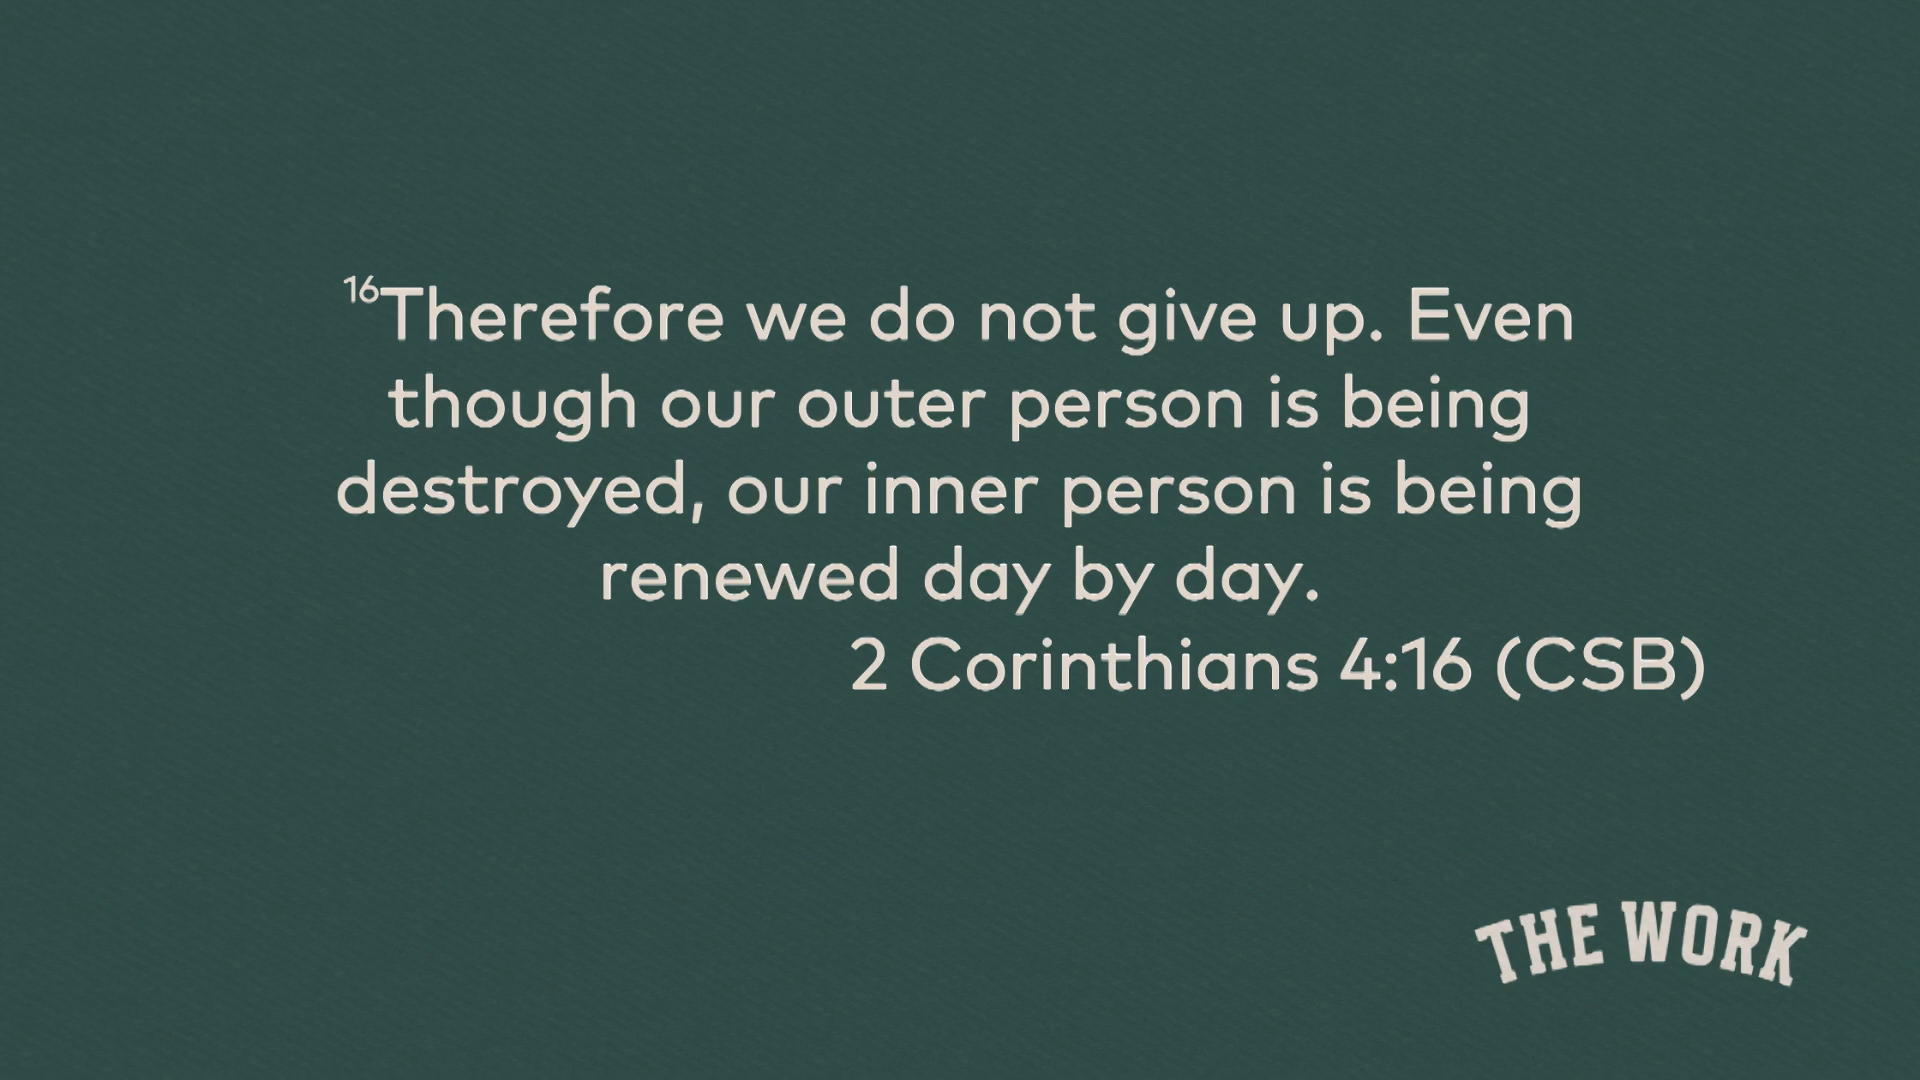 16Therefore we do not give up. Even
though our outer person is being
destroyed, our inner person is being
renewed day by day.
2 Corinthians 4:16 (CSB)
THE WORK